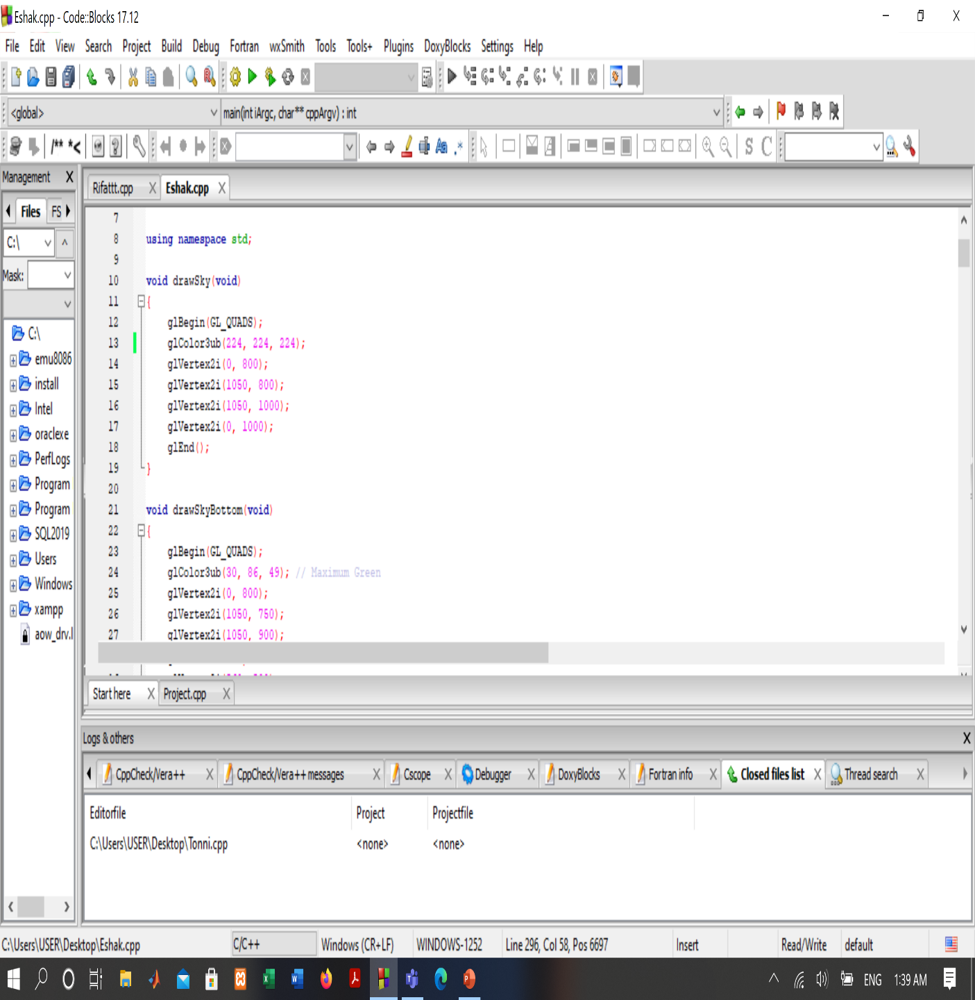 Eshak.cpp - Code::Blocks 17.12
File Edit View Search Project Build Debug Fortran wxSmith Tools Tools+ Plugins DoxyBlocks Settings Help
<global> main(int iArgc, char** cppArgv) : int
/** *<
Aa .*
S C
Management X
Files FS
C:\
Mask:
C:\
emu8086
install
Intel
oraclexe
PerfLogs
Program
Program
SQL2019
Users
Windows
xampp
aow_drv.l
Rifattt.cpp X Eshak.cpp X
7
8 using namespace std;
9
10 void drawSky(void)
11 {
12 glBegin(GL_QUADS);
13 glColor3ub(224, 224, 224);
14 glVertex2i(0, 800);
15 glVertex2i(1050, 800);
16 glVertex2i(1050, 1000);
17 glVertex2i(0, 1000);
18 glEnd();
19 }
20
21 void drawSkyBottom(void)
22 {
23 glBegin(GL_QUADS);
24 glColor3ub(30, 86, 49); // Maximum Green
25 glVertex2i(0, 800);
26 glVertex2i(1050, 750);
27 glVertex2i(1050, 900);
Start here X Project.cpp X
Logs & others X
CppCheck/Vera++ X CppCheck/Vera++ messages X Cscope X Debugger X DoxyBlocks X Fortran info X Closed files list X Thread search X
Editorfile Project Projectfile
C:\Users\USER\Desktop\Tonni.cpp <none> <none>
C:\Users\USER\Desktop\Eshak.cpp C/C++ Windows (CR+LF) WINDOWS-1252 Line 296, Col 58, Pos 6697 Insert Read/Write default
ENG 1:39 AM